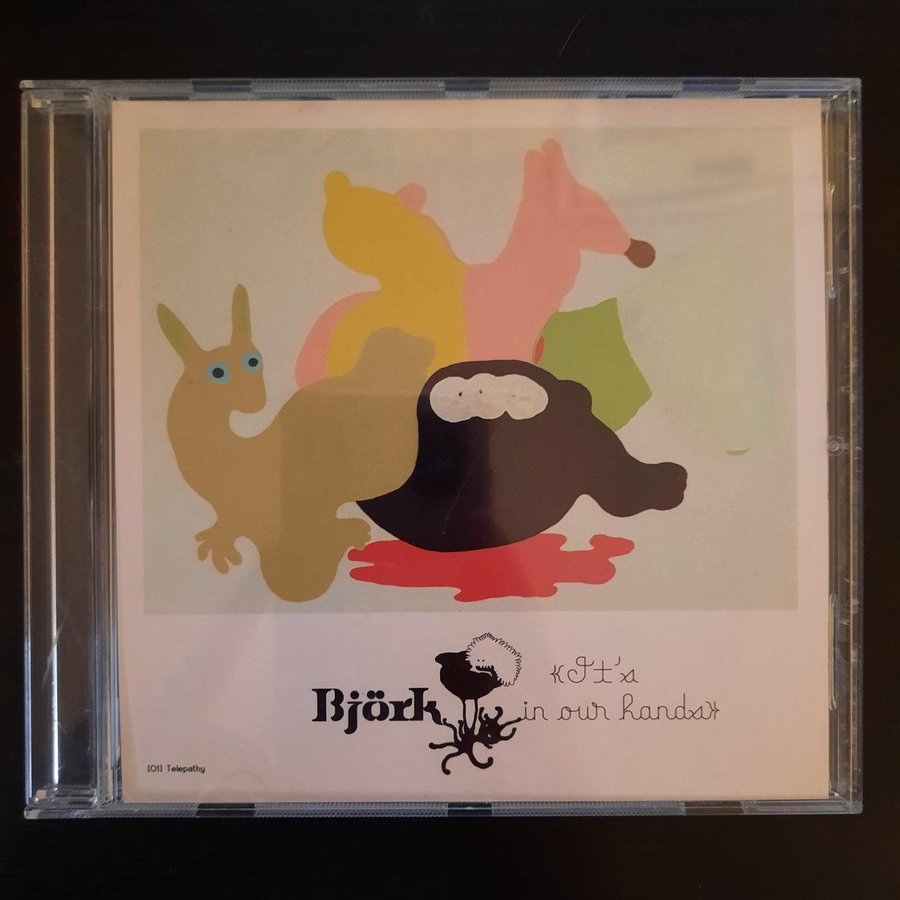 It's
Björk in our hands
[01] Telepathy